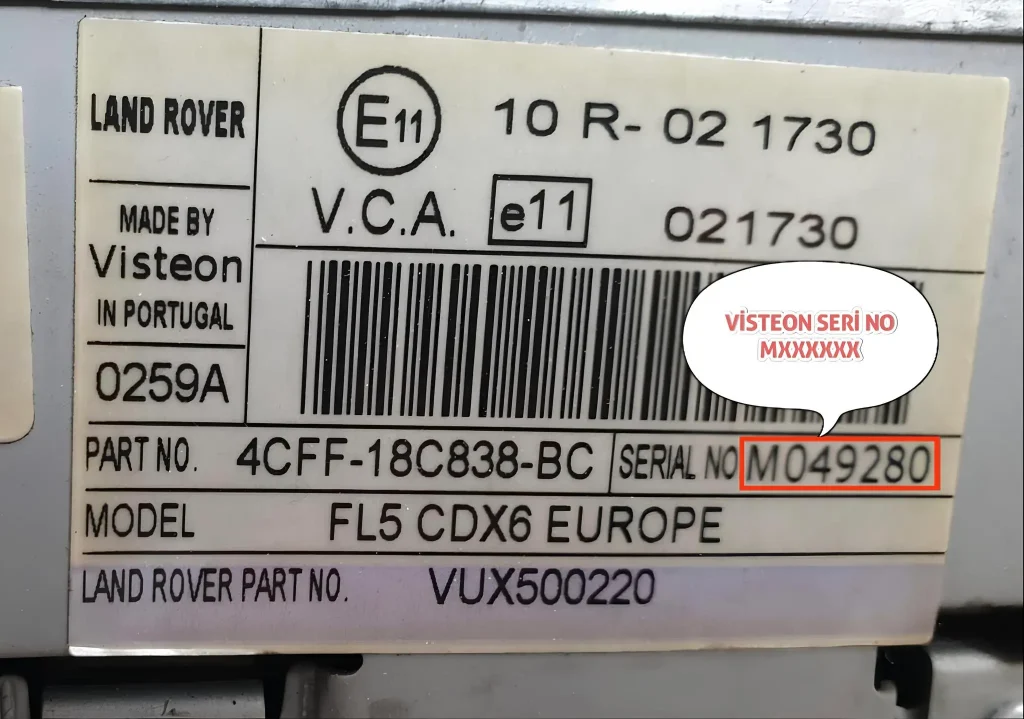 LAND ROVER
E11 10 R- 02 1730
V.C.A. e11 021730
MADE BY
Visteon
IN PORTUGAL
0259A
VİSTEON SERİ NO
MXXXXXX
PART NO. 4CFF-18C838-BC SERIAL NO M049280
MODEL FL5 CDX6 EUROPE
LAND ROVER PART NO. VUX500220